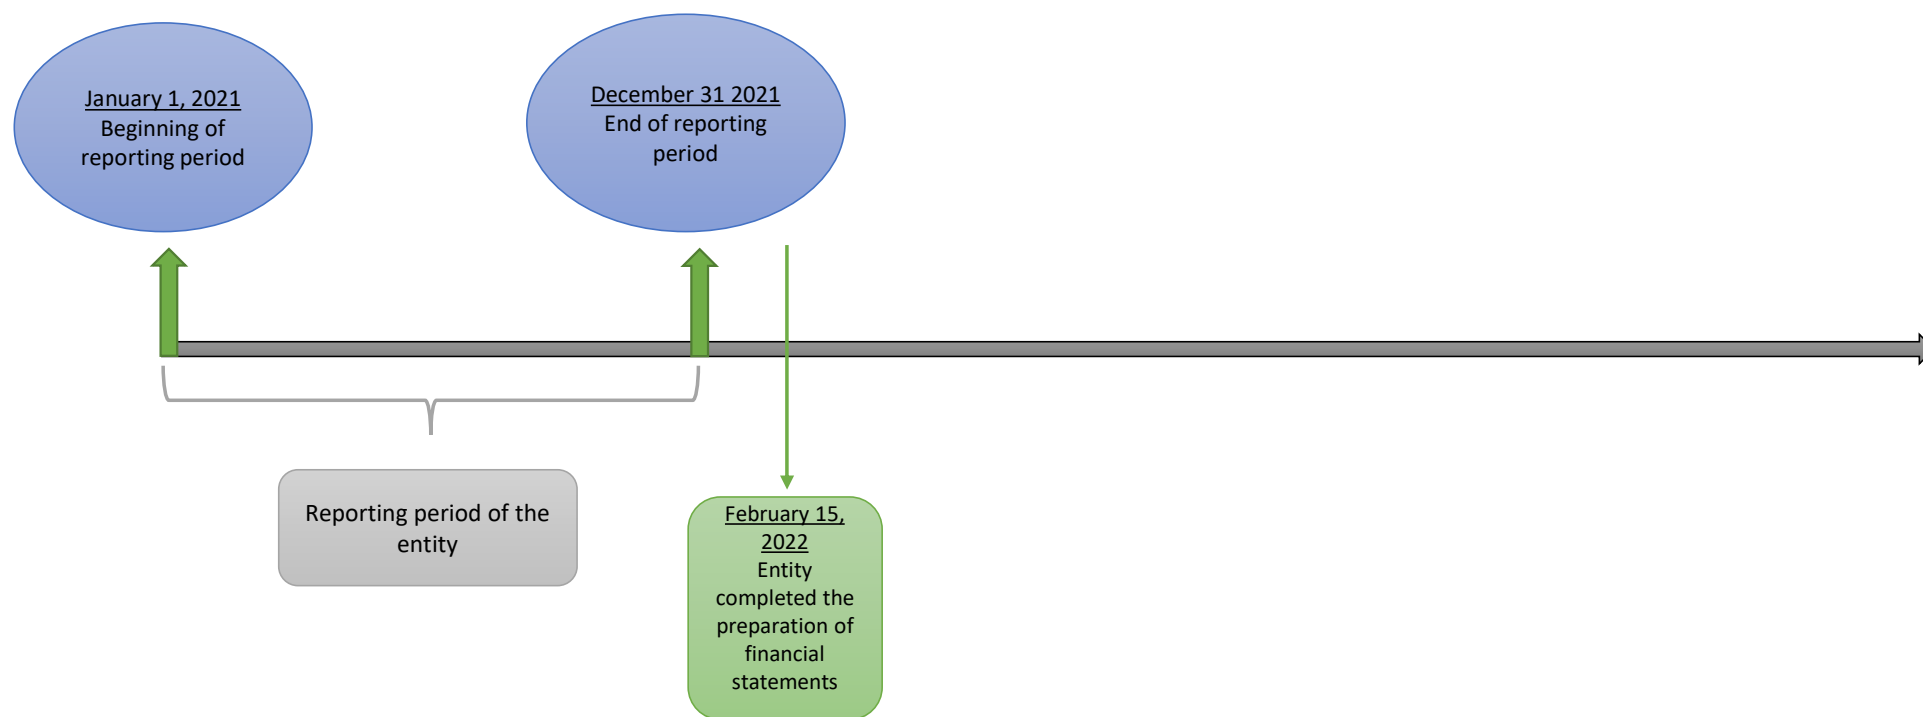 January 1, 2021
Beginning of
reporting period
December 31 2021
End of reporting
period
Reporting period of the
entity
February 15,
2022
Entity
completed the
preparation of
financial
statements